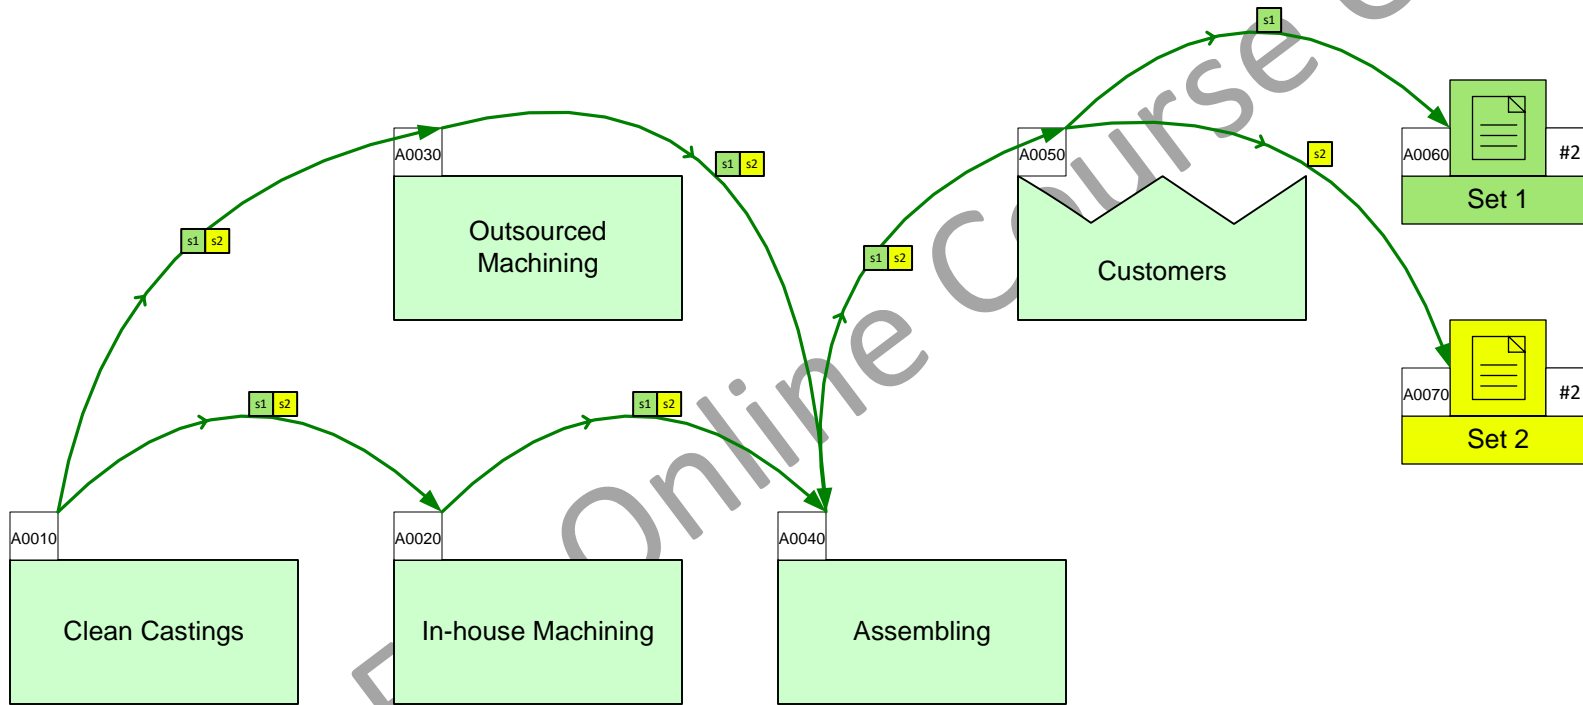 s1
A0030
s1 s2
Outsourced
Machining
s1 s2
A0050
s2
Customers
s1 s2
A0060
#2
Set 1
A0070
#2
Set 2
s1 s2
s1 s2
A0010
Clean Castings
A0020
In-house Machining
A0040
Assembling
Online Course